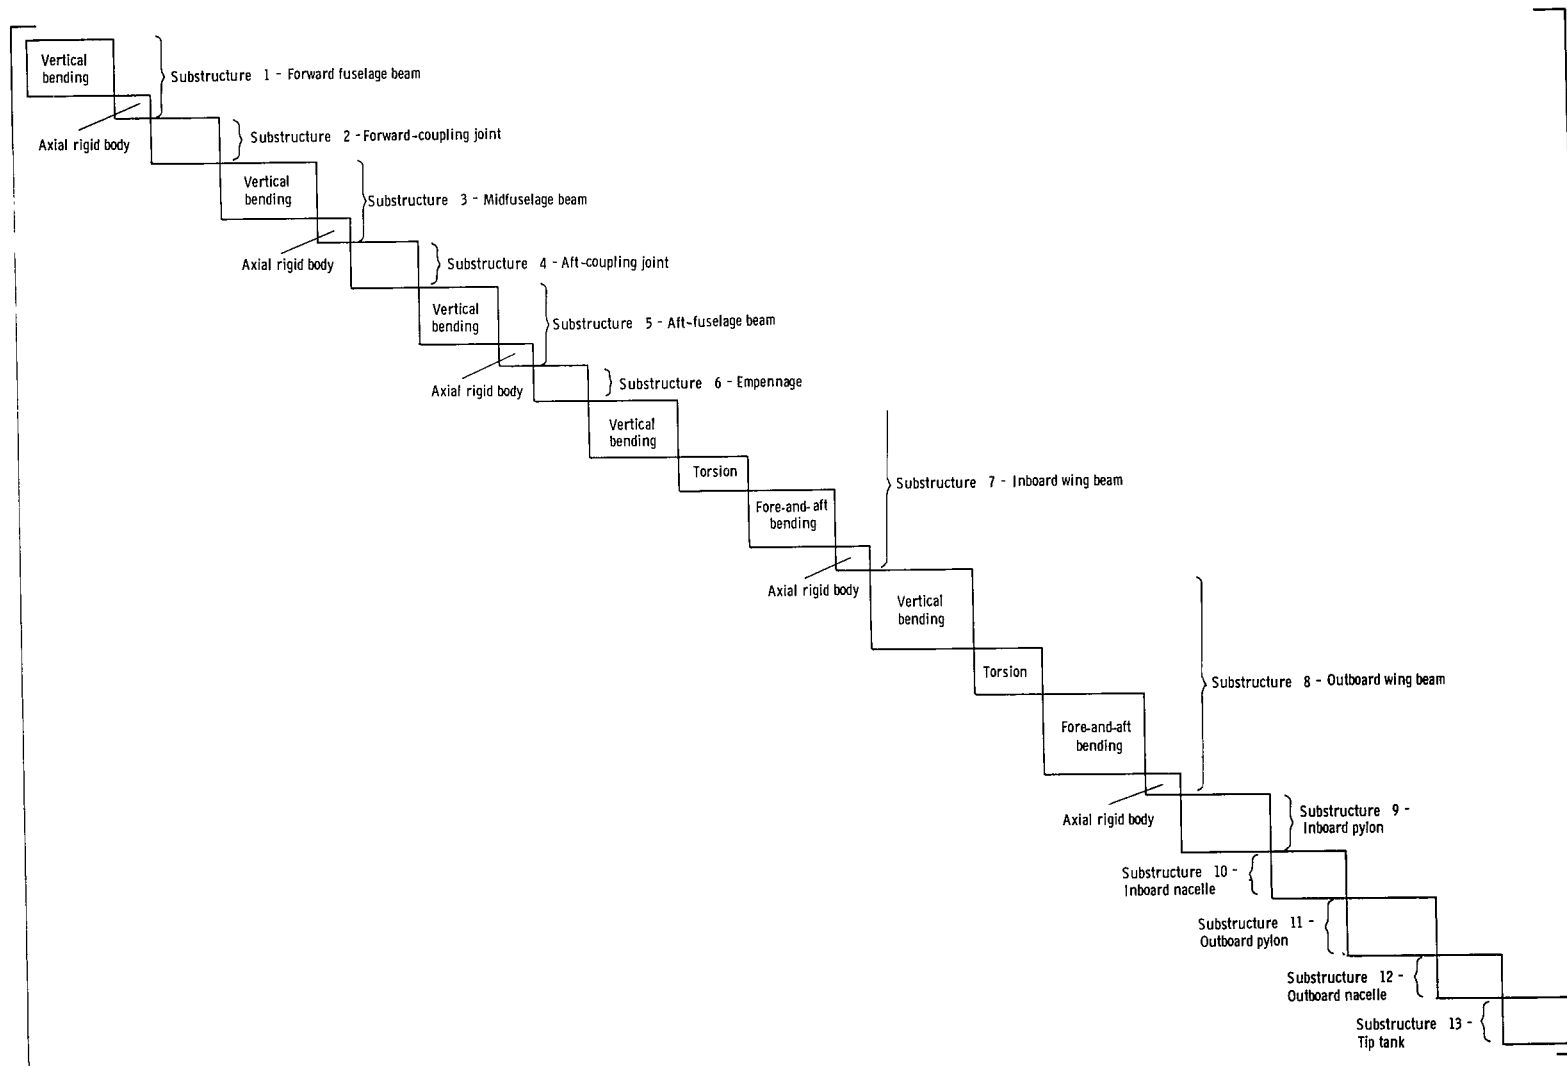 Vertical
bending
Substructure 1 - Forward fuselage beam
Axial rigid body
Substructure 2 - Forward-coupling joint
Vertical
bending
Substructure 3 - Midfuselage beam
Axial rigid body
Substructure 4 - Aft-coupling joint
Vertical
bending
Substructure 5 - Aft-fuselage beam
Axial rigid body
Substructure 6 - Empennage
Vertical
bending
Torsion
Substructure 7 - Inboard wing beam
Fore-and-aft
bending
Axial rigid body
Vertical
bending
Torsion
Substructure 8 - Outboard wing beam
Fore-and-aft
bending
Axial rigid body
Substructure 9 -
Inboard pylon
Substructure 10 -
Inboard nacelle
Substructure 11 -
Outboard pylon
Substructure 12 -
Outboard nacelle
Substructure 13 -
Tip tank